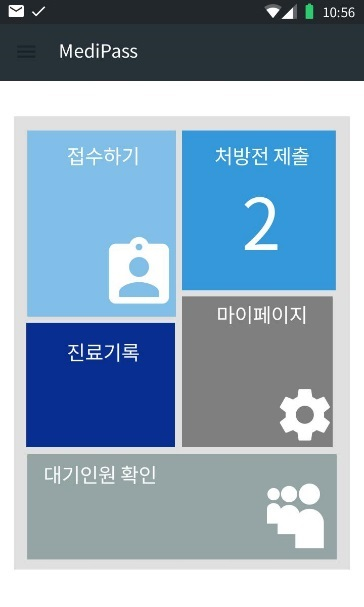 10:56
MediPass
접수하기
처방전 제출
2
마이페이지
진료기록
대기인원 확인